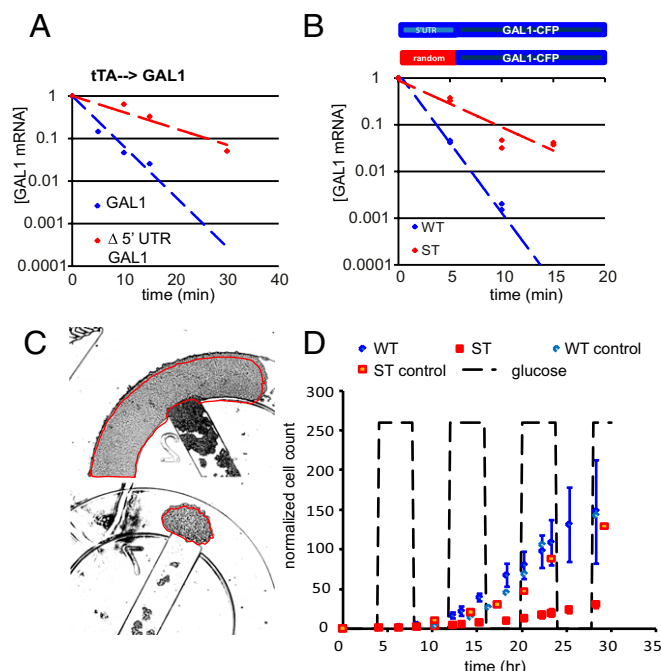 A
tTA--> GAL1
[GAL1 mRNA]
1
0.1
0.01
0.001
0.0001
GAL1
Δ 5' UTR
GAL1
0 10 20 30 40
time (min)
B
5'UTR GAL1-CFP
random GAL1-CFP
[GAL1 mRNA]
1
0.1
0.01
0.001
0.0001
WT
ST
0 5 10 15 20
time (min)
C
2
D
WT ST WT control
ST control glucose
normalized cell count
300
250
200
150
100
50
0
0 5 10 15 20 25 30 35
time (hr)